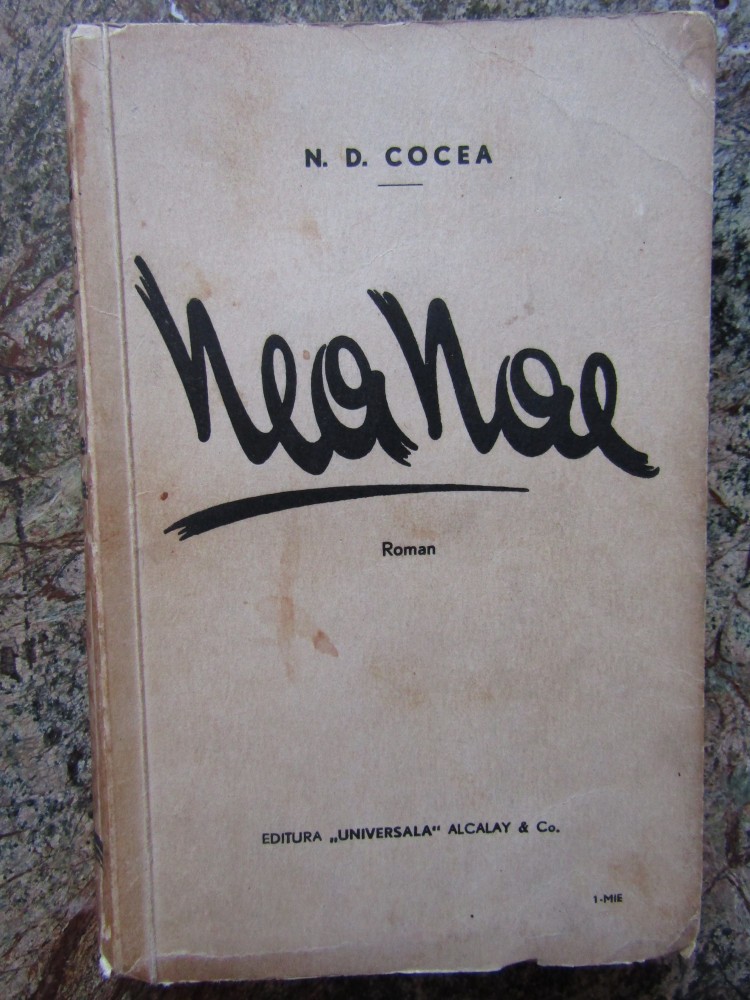 N. D. COCEA
Nea Nae
Roman
EDITURA „UNIVERSALA“ ALCALAY & Co.
1-MIE